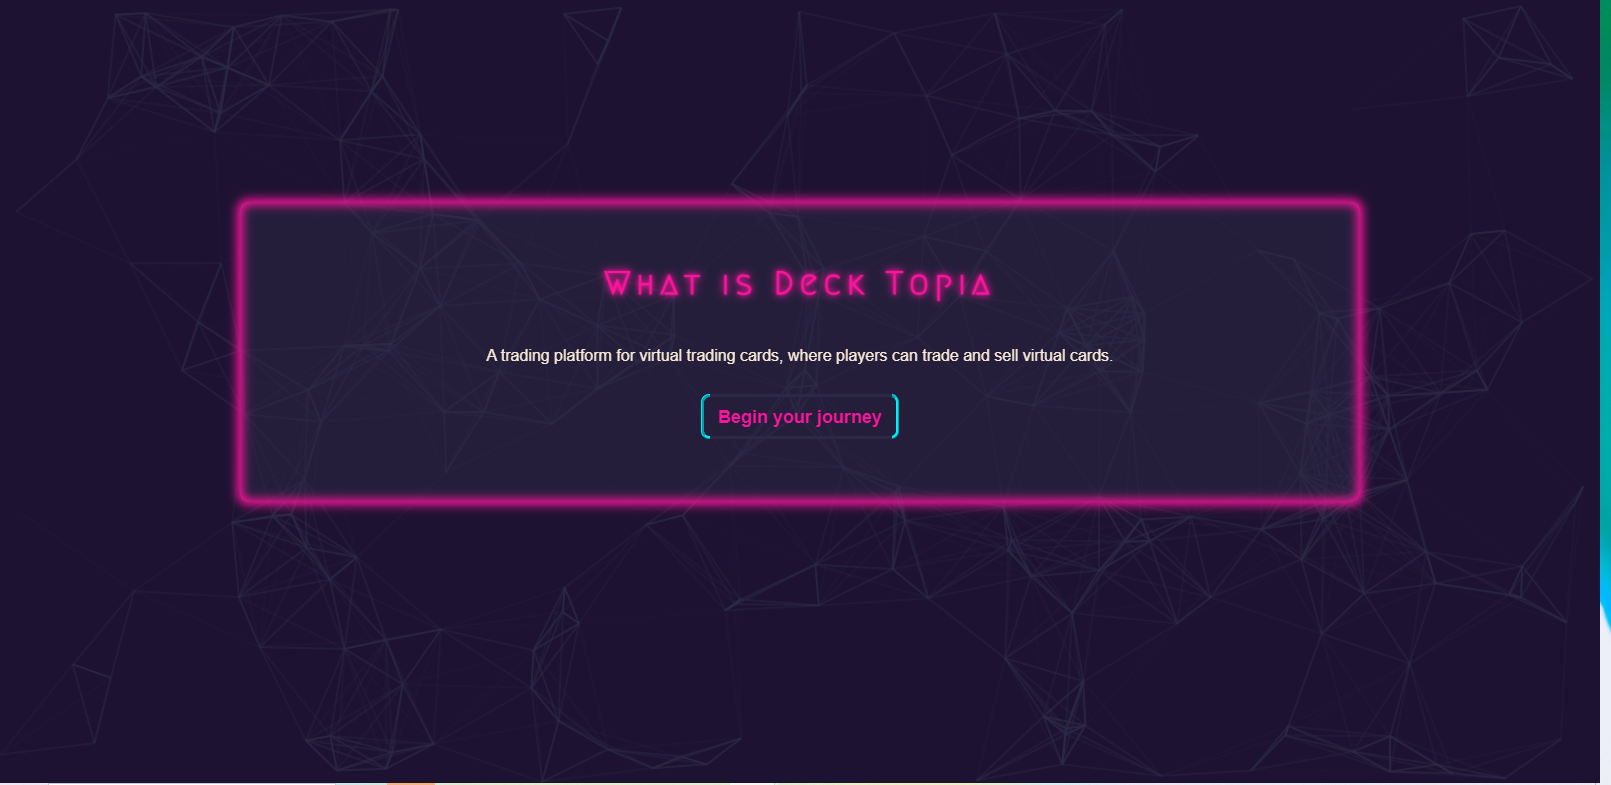 What is Deck Topia
A trading platform for virtual trading cards, where players can trade and sell virtual cards.
Begin your journey